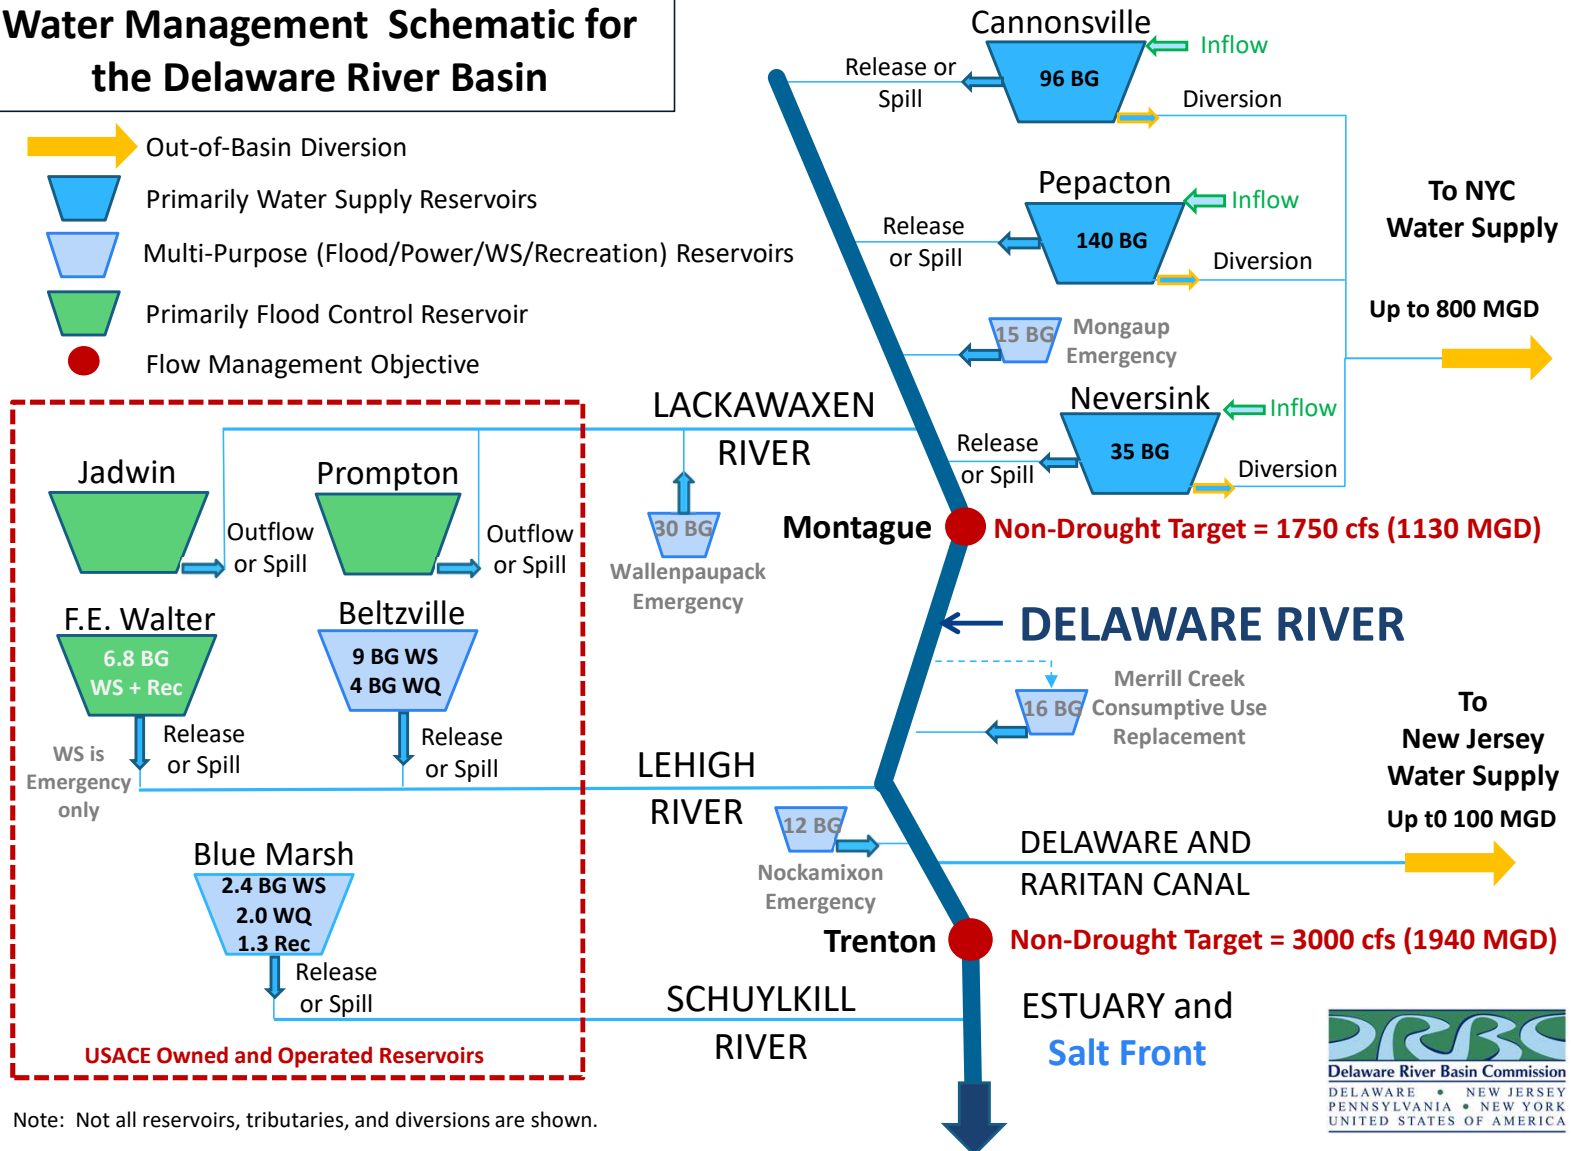 Water Management Schematic for
the Delaware River Basin
Out-of-Basin Diversion
Primarily Water Supply Reservoirs
Multi-Purpose (Flood/Power/WS/Recreation) Reservoirs
Primarily Flood Control Reservoir
Flow Management Objective
Cannonsville
Inflow
Release or
Spill
96 BG
Diversion
Pepacton
Inflow
Release
or Spill
140 BG
Diversion
To NYC
Water Supply
Up to 800 MGD
15 BG
Mongaup
Emergency
Neversink
Inflow
Release
or Spill
35 BG
Diversion
LACKAWAXEN
RIVER
Jadwin
Outflow
or Spill
Prompton
Outflow
or Spill
30 BG
Wallenpaupack
Emergency
Montague
Non-Drought Target = 1750 cfs (1130 MGD)
F.E. Walter
6.8 BG
WS + Rec
Release
or Spill
WS is
Emergency
only
Beltzville
9 BG WS
4 BG WQ
Release
or Spill
DELAWARE RIVER
16 BG
Merrill Creek
Consumptive Use
Replacement
LEHIGH
RIVER
To
New Jersey
Water Supply
Up t0 100 MGD
12 BG
Nockamixon
Emergency
DELAWARE AND
RARITAN CANAL
Blue Marsh
2.4 BG WS
2.0 WQ
1.3 Rec
Release
or Spill
Trenton
Non-Drought Target = 3000 cfs (1940 MGD)
SCHUYLKILL
RIVER
ESTUARY and
Salt Front
USACE Owned and Operated Reservoirs
Note: Not all reservoirs, tributaries, and diversions are shown.
DRBC
Delaware River Basin Commission
DELAWARE • NEW JERSEY
PENNSYLVANIA • NEW YORK
UNITED STATES OF AMERICA